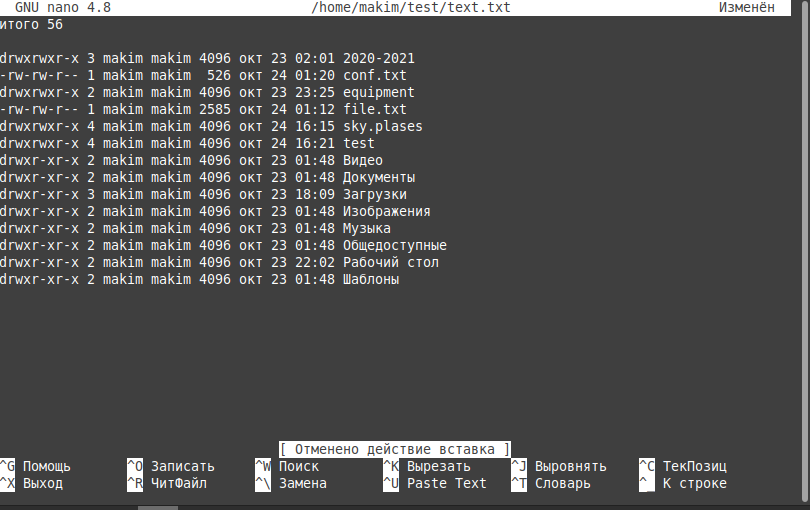 GNU nano 4.8 /home/makim/test/text.txt Изменён
итого 56
drwxrwxr-x 3 makim makim 4096 окт 23 02:01 2020-2021
-rw-rw-r-- 1 makim makim  526 окт 24 01:20 conf.txt
drwxrwxr-x 2 makim makim 4096 окт 23 23:25 equipment
-rw-rw-r-- 1 makim makim 2585 окт 24 01:12 file.txt
drwxrwxr-x 4 makim makim 4096 окт 24 16:15 sky.plases
drwxrwxr-x 4 makim makim 4096 окт 24 16:21 test
drwxr-xr-x 2 makim makim 4096 окт 23 01:48 Видео
drwxr-xr-x 2 makim makim 4096 окт 23 01:48 Документы
drwxr-xr-x 3 makim makim 4096 окт 23 18:09 Загрузки
drwxr-xr-x 2 makim makim 4096 окт 23 01:48 Изображения
drwxr-xr-x 2 makim makim 4096 окт 23 01:48 Музыка
drwxr-xr-x 2 makim makim 4096 окт 23 01:48 Общедоступные
drwxr-xr-x 2 makim makim 4096 окт 23 22:02 Рабочий стол
drwxr-xr-x 2 makim makim 4096 окт 23 01:48 Шаблоны
[ Отменено действие вставка ]
^G Помощь ^O Записать ^W Поиск ^K Вырезать ^J Выровнять ^C ТекПозиц
^X Выход ^R ЧитФайл ^\ Замена ^U Paste Text ^T Словарь ^_ К строке